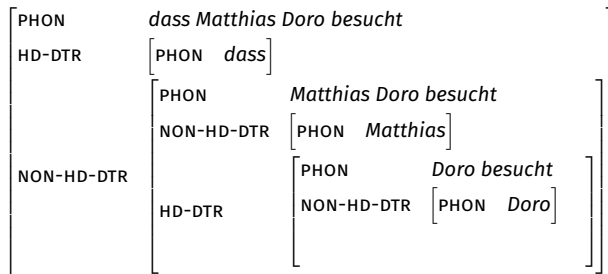 PHON dass Matthias Doro besucht
HD-DTR [PHON dass]
PHON Matthias Doro besucht
NON-HD-DTR [PHON Matthias]
NON-HD-DTR
PHON Doro besucht
HD-DTR
NON-HD-DTR [PHON Doro]